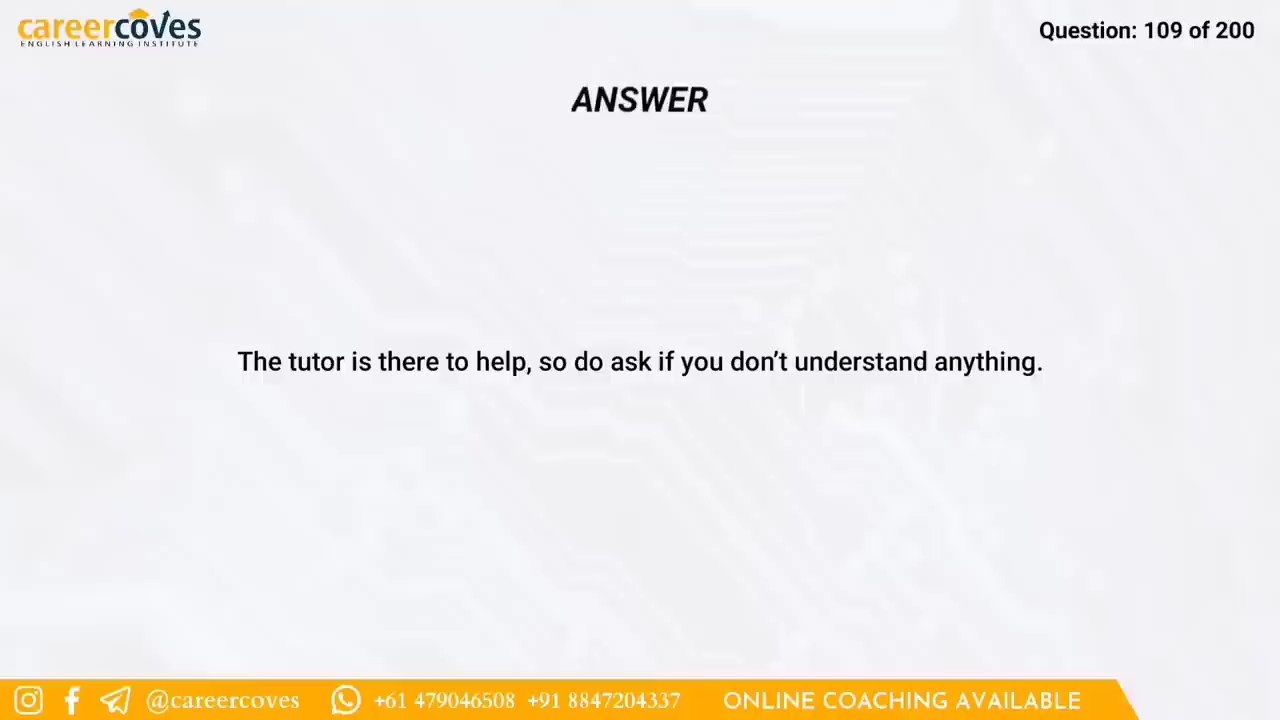 careercoves
ENGLISH LEARNING INSTITUTE
Question: 109 of 200
ANSWER
The tutor is there to help, so do ask if you don’t understand anything.
@careercoves +61 479046508 +91 8847204337 ONLINE COACHING AVAILABLE